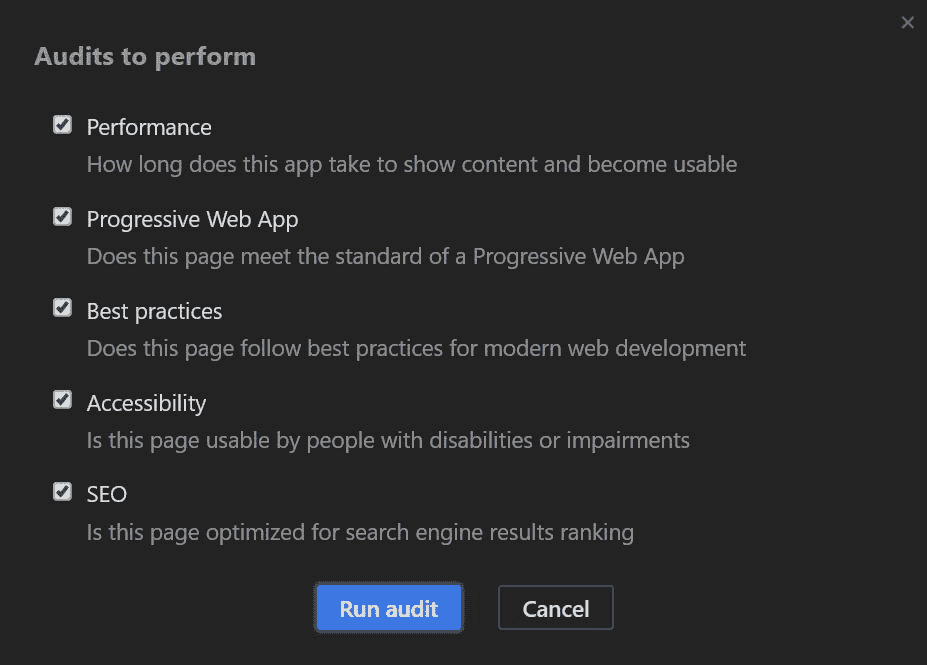 Audits to perform
Performance
How long does this app take to show content and become usable
Progressive Web App
Does this page meet the standard of a Progressive Web App
Best practices
Does this page follow best practices for modern web development
Accessibility
Is this page usable by people with disabilities or impairments
SEO
Is this page optimized for search engine results ranking
Run audit Cancel